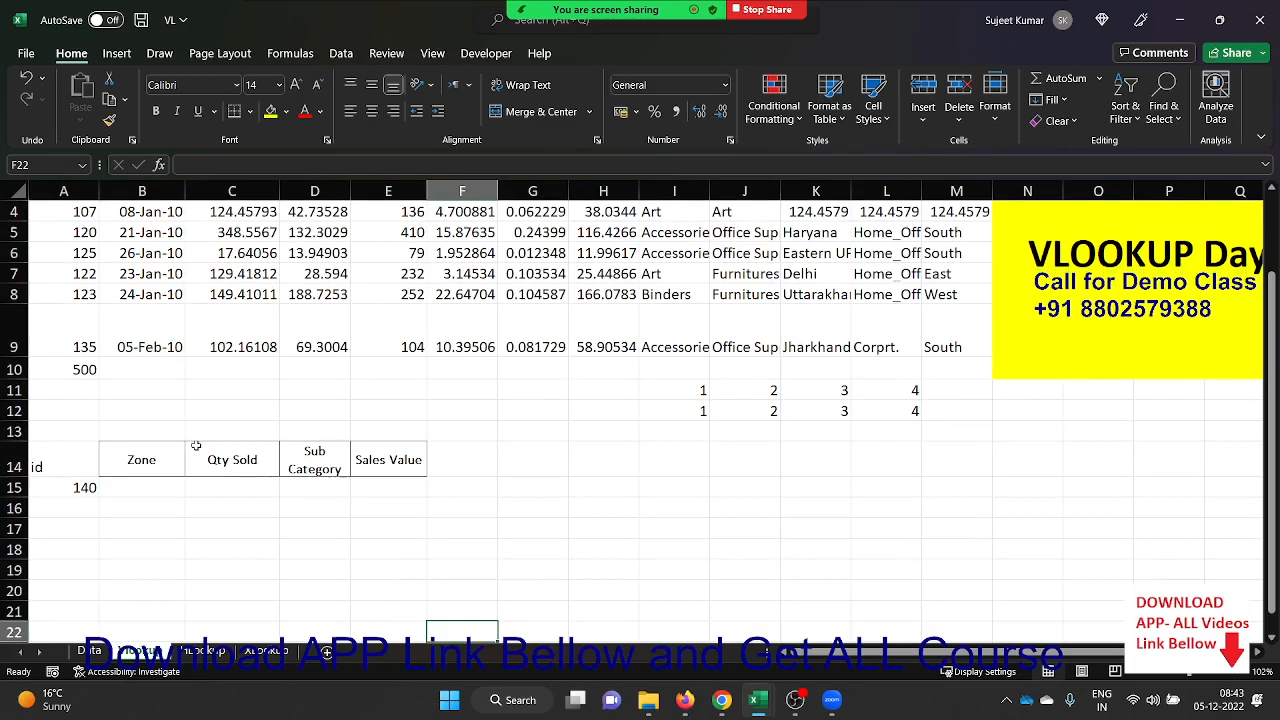 You are screen sharing
Stop Share
AutoSave
Off
VL
Search (Alt+Q)
Sujeet Kumar
SK
File Home Insert Draw Page Layout Formulas Data Review View Developer Help
Comments
Share
Calibri
14
Wrap Text
General
AutoSum
Paste
Merge & Center
Conditional Formatting
Format as Table
Cell Styles
Insert
Delete
Format
Fill
Clear
Sort & Filter
Find & Select
Analyze Data
Undo Clipboard Font Alignment Number Styles Cells Editing Analysis
F22
A B C D E F G H I J K L M N O P Q
4 107 08-Jan-10 124.45793 42.73528 136 4.700881 0.062229 38.0344 Art Art 124.4579 124.4579 124.4579
5 120 21-Jan-10 348.5567 132.3029 410 15.87635 0.24399 116.4266 Accessorie Office Sup Haryana Home_Off South
6 125 26-Jan-10 17.64056 13.94903 79 1.952864 0.012348 11.99617 Accessorie Office Sup Eastern UP Home_Off South
7 122 23-Jan-10 129.41812 28.594 232 3.14534 0.103534 25.44866 Art Furnitures Delhi Home_Off East
8 123 24-Jan-10 149.41011 188.7253 252 22.64704 0.104587 166.0783 Binders Furnitures Uttarakhan Home_Off West
9 135 05-Feb-10 102.16108 69.3004 104 10.39506 0.081729 58.90534 Accessorie Office Sup Jharkhand Corprt. South
10 500
11 1 2 3 4
12 1 2 3 4
13
14 id Zone Qty Sold Sub Category Sales Value
15 140
16
17
18
19
20
21
22
VLOOKUP Day
Call for Demo Class
+91 8802579388
DOWNLOAD
APP- ALL Videos
Link Bellow
Data
Download APP Link Bellow and Get ALL Course
Ready
Accessibility: Investigate
Display Settings
102%
16°C
Sunny
Search
zoom
ENG
IN
08:43
05-12-2022